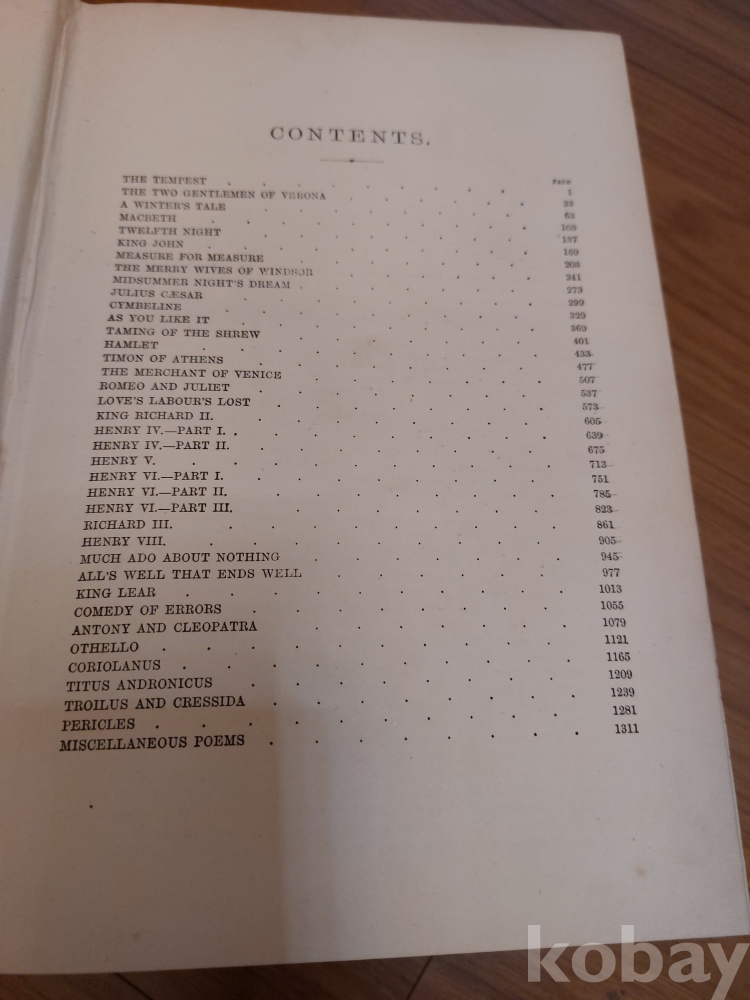 CONTENTS.
PAGE
THE TEMPEST 1
THE TWO GENTLEMEN OF VERONA 33
A WINTER'S TALE 63
MACBETH 109
TWELFTH NIGHT 137
KING JOHN 169
MEASURE FOR MEASURE 203
THE MERRY WIVES OF WINDSOR 241
MIDSUMMER NIGHT'S DREAM 273
JULIUS CÆSAR 299
CYMBELINE 329
AS YOU LIKE IT 369
TAMING OF THE SHREW 401
HAMLET 433
TIMON OF ATHENS 477
THE MERCHANT OF VENICE 507
ROMEO AND JULIET 537
LOVE'S LABOUR'S LOST 573
KING RICHARD II. 605
HENRY IV.—PART I. 639
HENRY IV.—PART II. 675
HENRY V. 713
HENRY VI.—PART I. 751
HENRY VI.—PART II. 785
HENRY VI.—PART III. 823
RICHARD III. 861
HENRY VIII. 905
MUCH ADO ABOUT NOTHING 945
ALL'S WELL THAT ENDS WELL 977
KING LEAR 1013
COMEDY OF ERRORS 1055
ANTONY AND CLEOPATRA 1079
OTHELLO 1121
CORIOLANUS 1165
TITUS ANDRONICUS 1209
TROILUS AND CRESSIDA 1239
PERICLES 1281
MISCELLANEOUS POEMS 1311
kobay